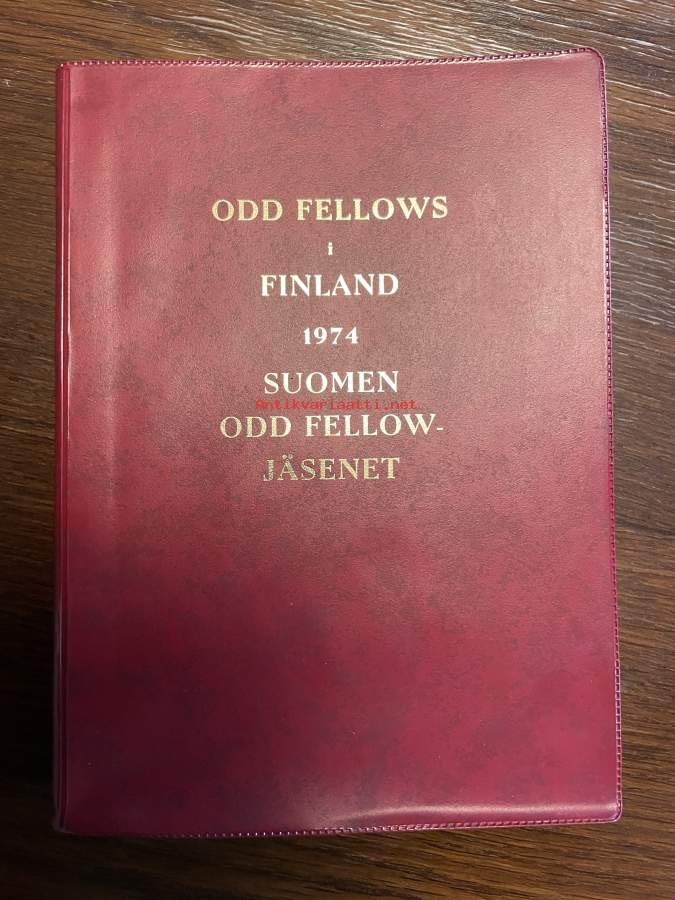 ODD FELLOWS
i
FINLAND
1974
SUOMEN
Antikvariaatti.net
ODD FELLOW-
JÄSENET